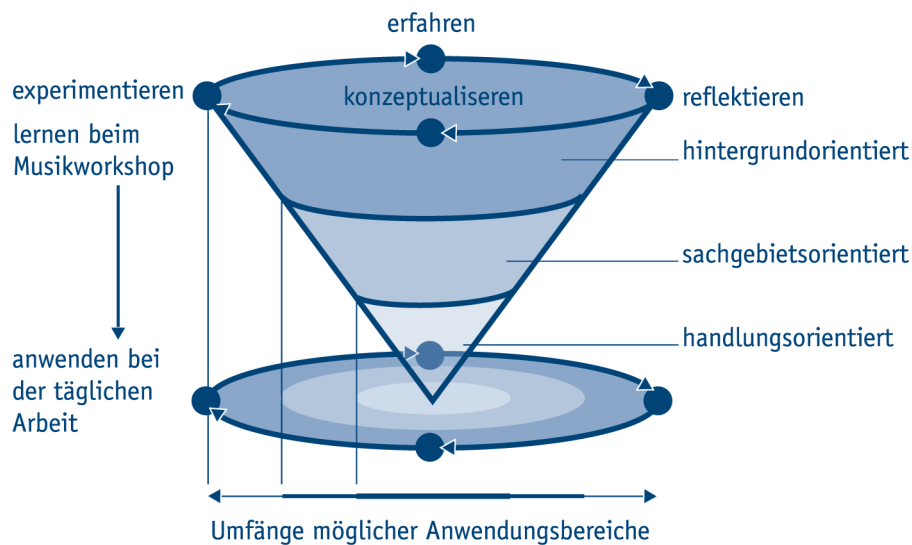 erfahren
experimentieren
konzeptualiseren
reflektieren
lernen beim
Musikworkshop
hintergrundorientiert
sachgebietsorientiert
handlungsorientiert
anwenden bei
der täglichen
Arbeit
Umfänge möglicher Anwendungsbereiche